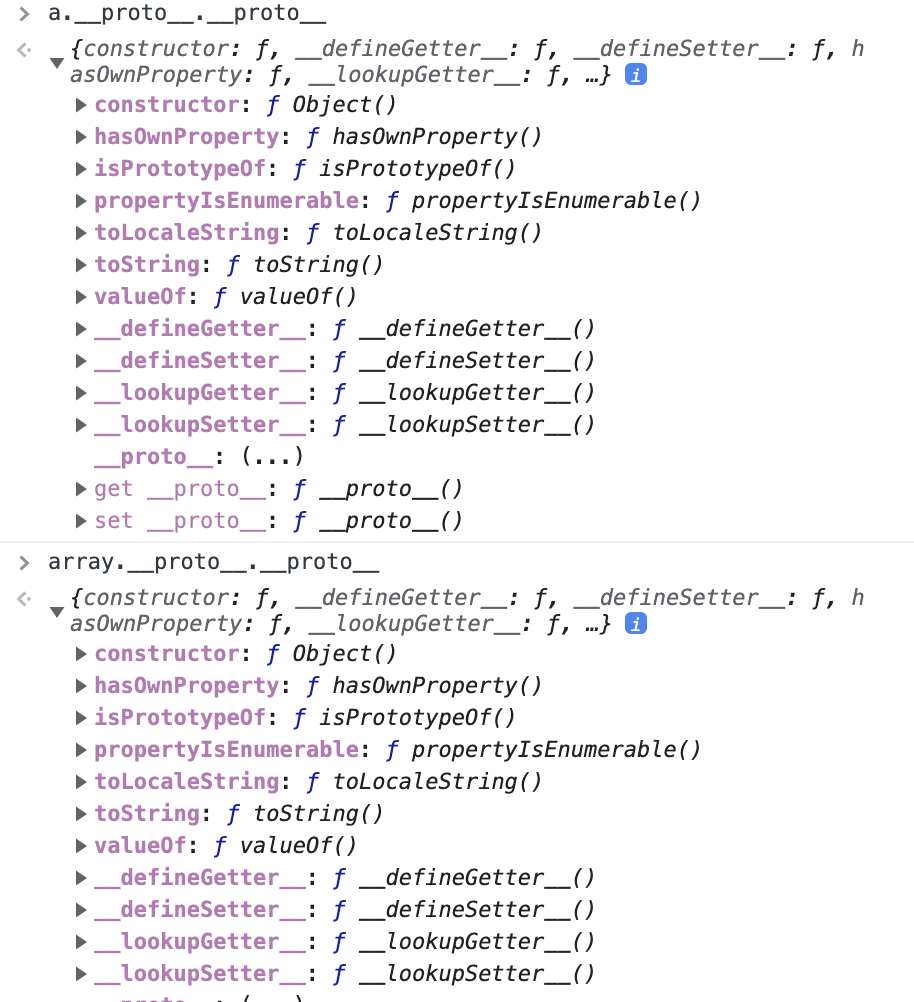 > a.__proto__.__proto__
<· ▼ {constructor: ƒ, __defineGetter__: ƒ, __defineSetter__: ƒ, h
asOwnProperty: ƒ, __lookupGetter__: ƒ, …} i
▶ constructor: ƒ Object()
▶ hasOwnProperty: ƒ hasOwnProperty()
▶ isPrototypeOf: ƒ isPrototypeOf()
▶ propertyIsEnumerable: ƒ propertyIsEnumerable()
▶ toLocaleString: ƒ toLocaleString()
▶ toString: ƒ toString()
▶ valueOf: ƒ valueOf()
▶ __defineGetter__: ƒ __defineGetter__()
▶ __defineSetter__: ƒ __defineSetter__()
▶ __lookupGetter__: ƒ __lookupGetter__()
▶ __lookupSetter__: ƒ __lookupSetter__()
__proto__: (...)
▶ get __proto__: ƒ __proto__()
▶ set __proto__: ƒ __proto__()
> array.__proto__.__proto__
<· ▼ {constructor: ƒ, __defineGetter__: ƒ, __defineSetter__: ƒ, h
asOwnProperty: ƒ, __lookupGetter__: ƒ, …} i
▶ constructor: ƒ Object()
▶ hasOwnProperty: ƒ hasOwnProperty()
▶ isPrototypeOf: ƒ isPrototypeOf()
▶ propertyIsEnumerable: ƒ propertyIsEnumerable()
▶ toLocaleString: ƒ toLocaleString()
▶ toString: ƒ toString()
▶ valueOf: ƒ valueOf()
▶ __defineGetter__: ƒ __defineGetter__()
▶ __defineSetter__: ƒ __defineSetter__()
▶ __lookupGetter__: ƒ __lookupGetter__()
▶ __lookupSetter__: ƒ __lookupSetter__()